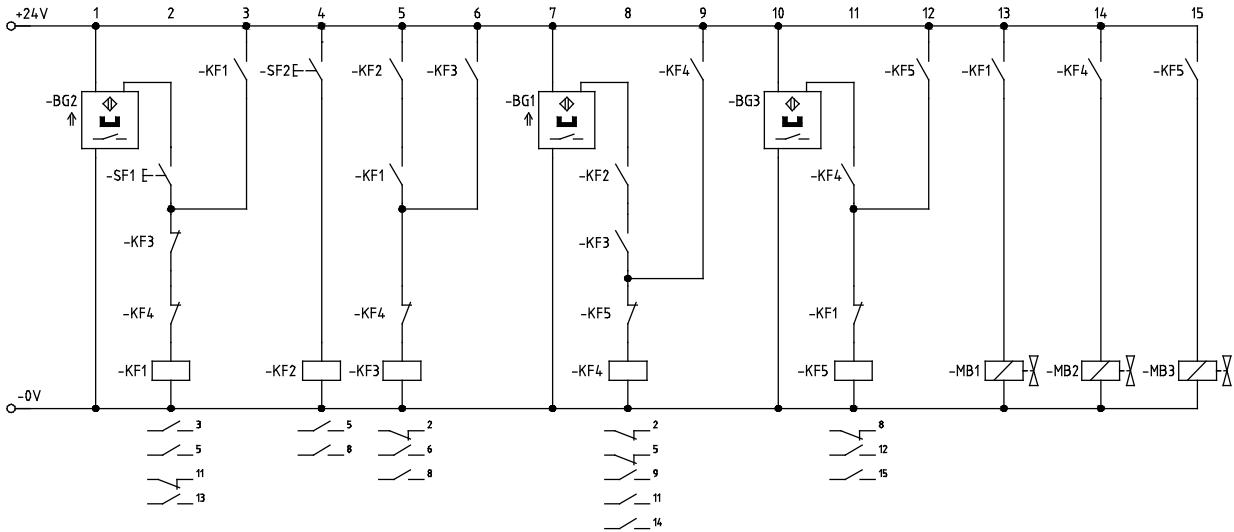 +24V 1 2 3 4 5 6 7 8 9 10 11 12 13 14 15
-KF1 -SF2 -KF2 -KF3 -KF4 -KF5 -KF1 -KF4 -KF5
-BG2 -BG1 -BG3
-SF1 -KF1 -KF2 -KF4
-KF3 -KF3
-KF4 -KF4 -KF5 -KF1
-KF1 -KF2 -KF3 -KF4 -KF5 -MB1 -MB2 -MB3
-0V
3 5 2 2 8
5 8 6 5 12
11 8 9 15
13 11
14